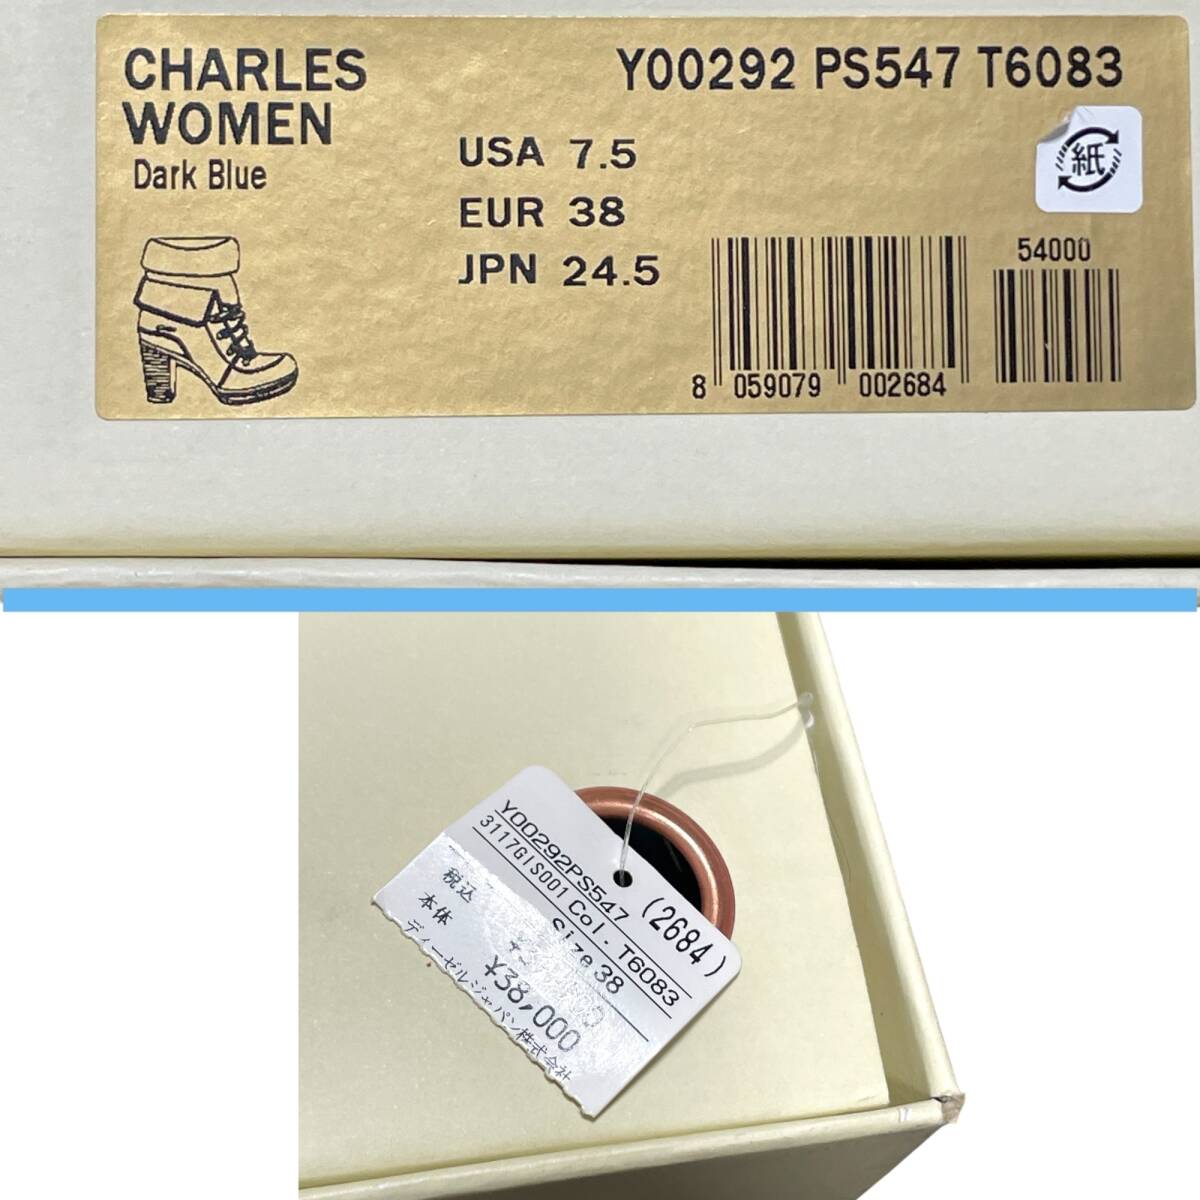 CHARLES
WOMEN
Dark Blue
Y00292 PS547 T6083
USA 7.5
EUR 38
JPN 24.5
紙
54000
8 059079 002684
(2684)
Y00292PS547
3117GIS001 Col. T6083
Size 38
税込
本体 ¥38,000
ディーゼルジャパン株式会社